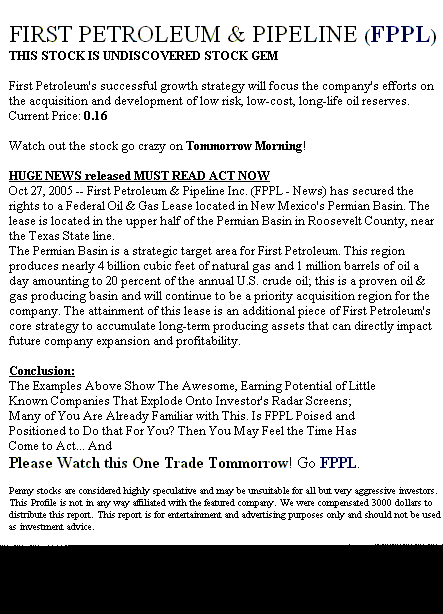 FIRST PETROLEUM & PIPELINE (FPPL)
THIS STOCK IS UNDISCOVERED STOCK GEM
First Petroleum's successful growth strategy will focus the company's efforts on
the acquisition and development of low risk, low-cost, long-life oil reserves.
Current Price: 0.16
Watch out the stock go crazy on Tommorrow Morning!
HUGE NEWS released MUST READ ACT NOW
Oct 27, 2005 -- First Petroleum & Pipeline Inc. (FPPL - News) has secured the
rights to a Federal Oil & Gas Lease located in New Mexico's Permian Basin. The
lease is located in the upper half of the Permian Basin in Roosevelt County, near
the Texas State line.
The Permian Basin is a strategic target area for First Petroleum. This region
produces nearly 4 billion cubic feet of natural gas and 1 million barrels of oil a
day amounting to 20 percent of the annual U.S. crude oil; this is a proven oil &
gas producing basin and will continue to be a priority acquisition region for the
company. The attainment of this lease is an additional piece of First Petroleum's
core strategy to accumulate long-term producing assets that can directly impact
future company expansion and profitability.
Conclusion:
The Examples Above Show The Awesome, Earning Potential of Little
Known Companies That Explode Onto Investor's Radar Screens;
Many of You Are Already Familiar with This. Is FPPL Poised and
Positioned to Do that For You? Then You May Feel the Time Has
Come to Act... And
Please Watch this One Trade Tommorrow! Go FPPL.
Penny stocks are considered highly speculative and may be unsuitable for all but very aggressive investors.
This Profile is not in any way affiliated with the featured company. We were compensated 3000 dollars to
distribute this report. This report is for entertainment and advertising purposes only and should not be used
as investment advice.